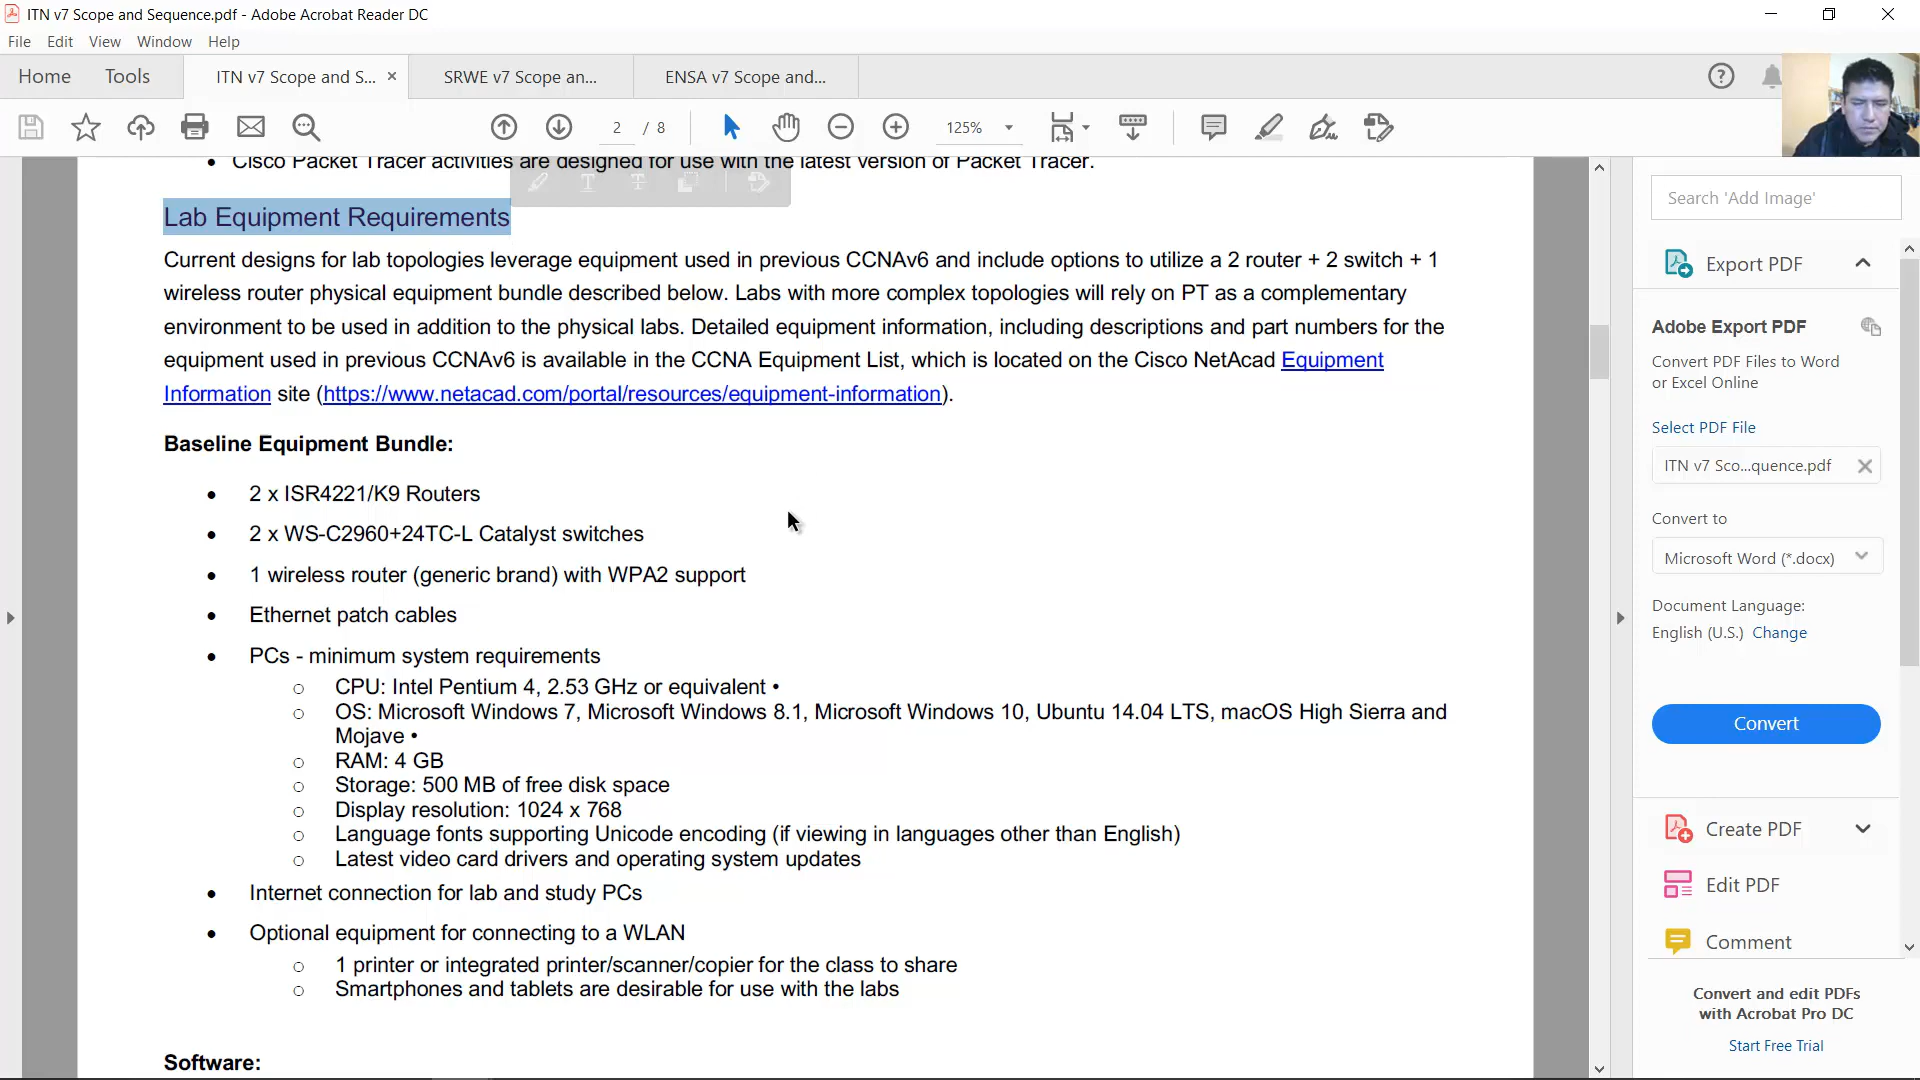 ITN v7 Scope and Sequence.pdf - Adobe Acrobat Reader DC
File Edit View Window Help
Home Tools ITN v7 Scope and S... × SRWE v7 Scope an... ENSA v7 Scope and...
2 / 8 125%
• Cisco Packet Tracer activities are designed for use with the latest version of Packet Tracer.
Lab Equipment Requirements
Current designs for lab topologies leverage equipment used in previous CCNAv6 and include options to utilize a 2 router + 2 switch + 1
wireless router physical equipment bundle described below. Labs with more complex topologies will rely on PT as a complementary
environment to be used in addition to the physical labs. Detailed equipment information, including descriptions and part numbers for the
equipment used in previous CCNAv6 is available in the CCNA Equipment List, which is located on the Cisco NetAcad Equipment
Information site (https://www.netacad.com/portal/resources/equipment-information).
Baseline Equipment Bundle:
• 2 x ISR4221/K9 Routers
• 2 x WS-C2960+24TC-L Catalyst switches
• 1 wireless router (generic brand) with WPA2 support
• Ethernet patch cables
• PCs - minimum system requirements
o CPU: Intel Pentium 4, 2.53 GHz or equivalent •
o OS: Microsoft Windows 7, Microsoft Windows 8.1, Microsoft Windows 10, Ubuntu 14.04 LTS, macOS High Sierra and
Mojave •
o RAM: 4 GB
o Storage: 500 MB of free disk space
o Display resolution: 1024 x 768
o Language fonts supporting Unicode encoding (if viewing in languages other than English)
o Latest video card drivers and operating system updates
• Internet connection for lab and study PCs
• Optional equipment for connecting to a WLAN
o 1 printer or integrated printer/scanner/copier for the class to share
o Smartphones and tablets are desirable for use with the labs
Software:
Search 'Add Image'
Export PDF
Adobe Export PDF
Convert PDF Files to Word
or Excel Online
Select PDF File
ITN v7 Sco...quence.pdf
Convert to
Microsoft Word (*.docx)
Document Language:
English (U.S.) Change
Convert
Create PDF
Edit PDF
Comment
Convert and edit PDFs
with Acrobat Pro DC
Start Free Trial